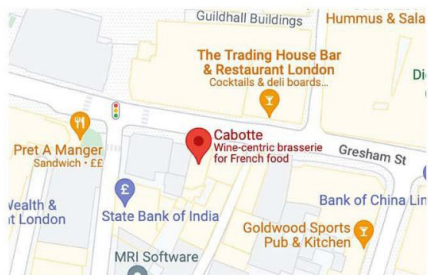 Guildhall Buildings
Hummus & Sala
The Trading House Bar
& Restaurant London
Cocktails & deli boards...
Di
Pret A Manger
Sandwich • ££
Cabotte
Wine-centric brasserie
for French food
Gresham St
Wealth &
nt London
£
State Bank of India
Bank of China Lin
Goldwood Sports
Pub & Kitchen
MRI Software